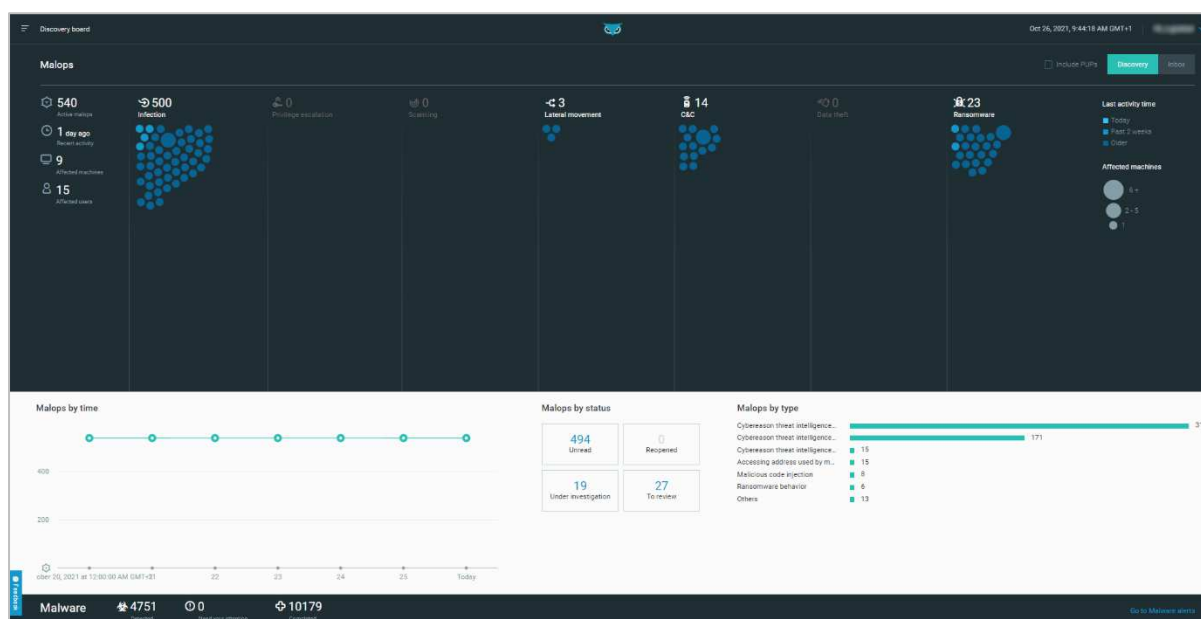 Discovery board
Oct 26, 2021, 9:44:18 AM GMT+1
Malops
Include PUPs
Discovery
Inbox
540
Active malops
1 day ago
Recent activity
9
Affected machines
15
Affected users
500
Infection
0
Privilege escalation
0
Scanning
3
Lateral movement
14
C&C
0
Data theft
23
Ransomware
Last activity time
Today
Past 2 weeks
Older
Affected machines
6 +
2 - 5
1
Malops by time
400
200
0
ober 20, 2021 at 12:00:00 AM GMT+31
22
23
24
25
Today
Malops by status
494
Unread
0
Reopened
19
Under investigation
27
To review
Malops by type
Cybereason threat intelligence...
Cybereason threat intelligence... 171
Cybereason threat intelligence... 15
Accessing address used by m... 15
Malicious code injection 8
Ransomware behavior 6
Others 13
Feedback
Malware
4751
0
10179
Go to Malware alerts